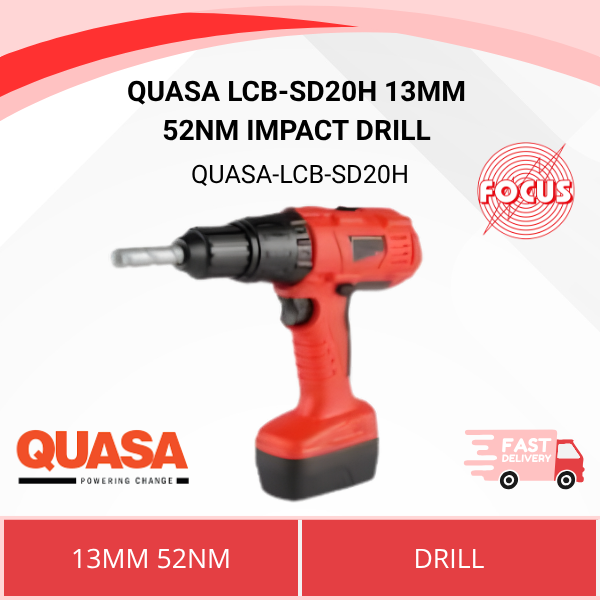 QUASA LCB-SD20H 13MM
52NM IMPACT DRILL
QUASA-LCB-SD20H
FOCUS
QUASA
POWERING CHANGE
FAST
DELIVERY
13MM 52NM
DRILL